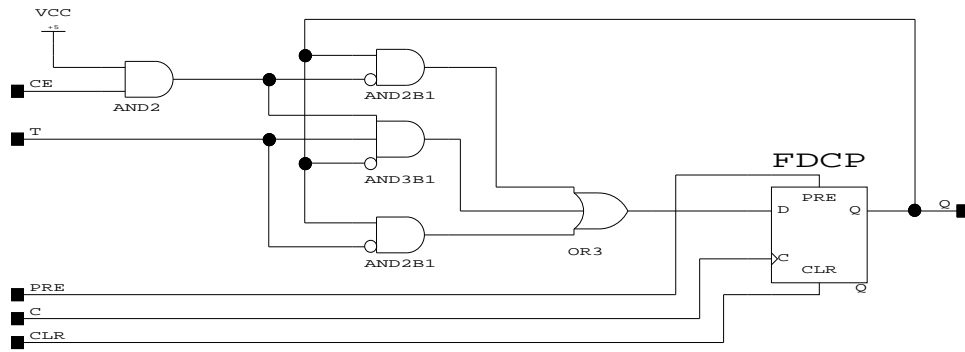 VCC
+5
CE
AND2
AND2B1
T
AND3B1
FDCP
PRE
D
Q
Q
AND2B1
OR3
C
CLR
Q
PRE
C
CLR